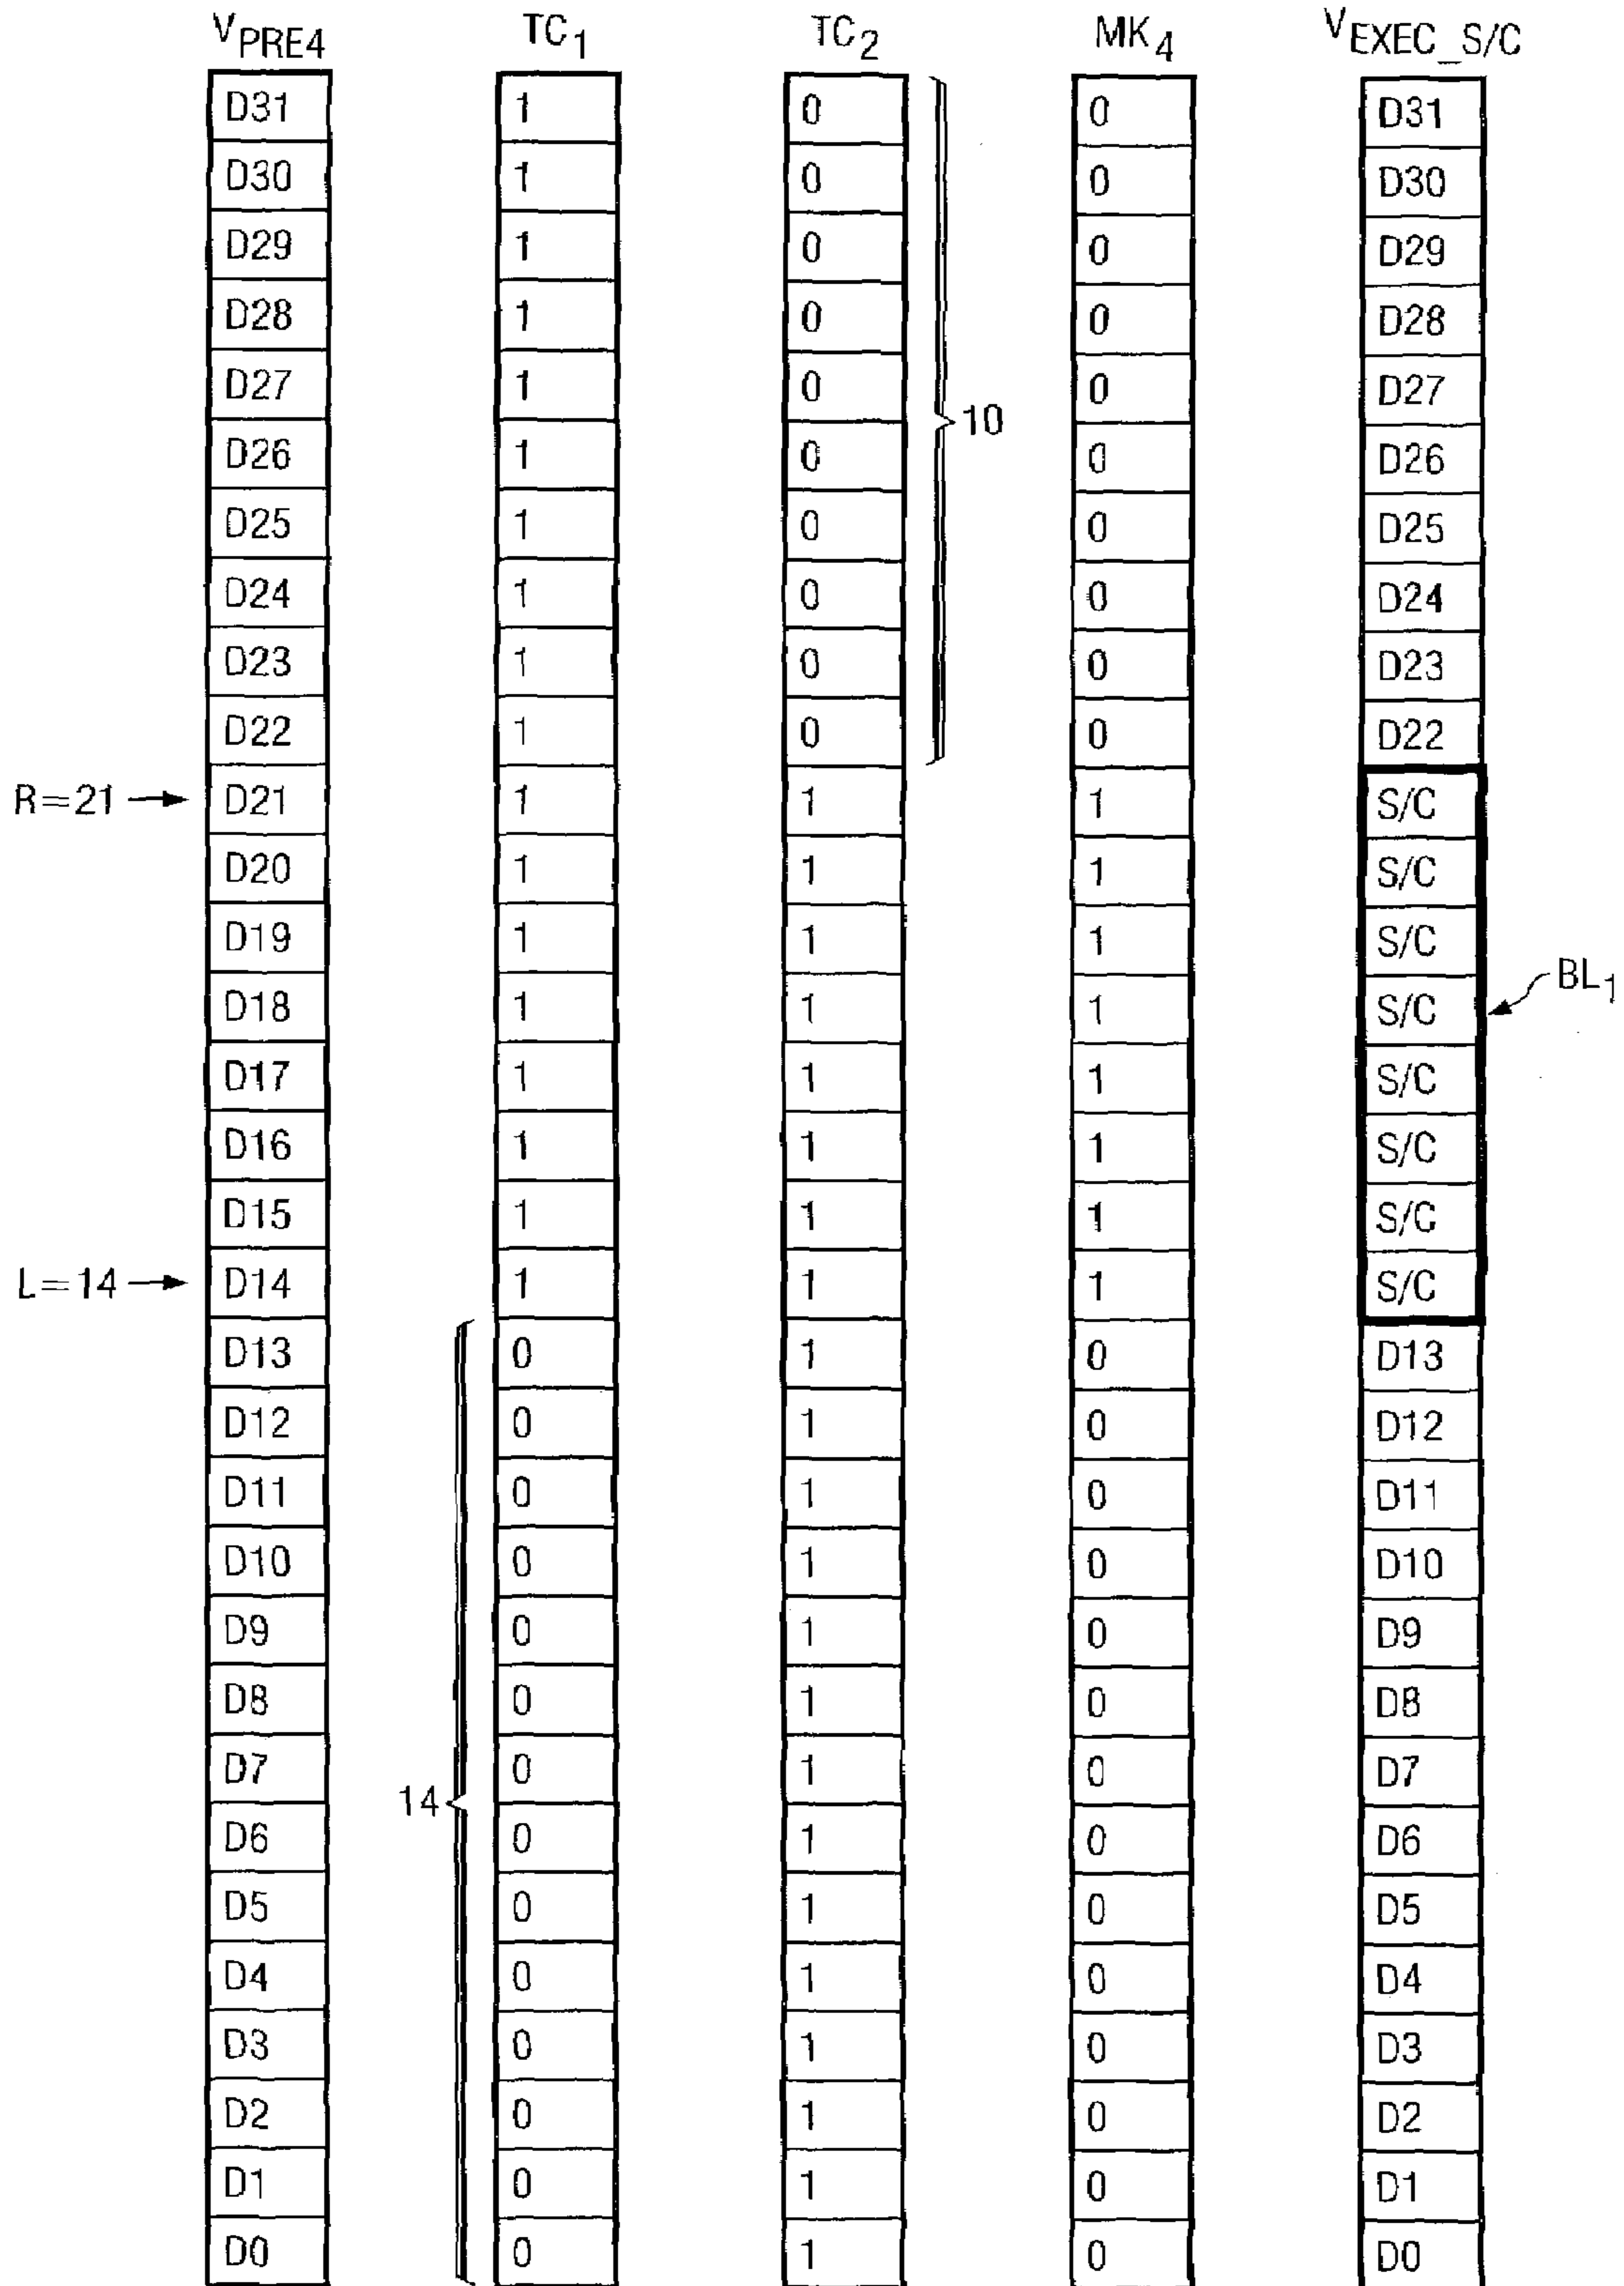 V_PRE4 TC_1 TC_2 MK_4 V_EXEC_S/C
D31 1 0 0 D31
D30 1 0 0 D30
D29 1 0 0 D29
D28 1 0 0 D28
D27 1 0 0 D27
10
D26 1 0 0 D26
D25 1 0 0 D25
D24 1 0 0 D24
D23 1 0 0 D23
D22 1 0 0 D22
R=21 D21 1 1 1 S/C
D20 1 1 1 S/C
D19 1 1 1 S/C
BL_1
D18 1 1 1 S/C
D17 1 1 1 S/C
D16 1 1 1 S/C
D15 1 1 1 S/C
L=14 D14 1 1 1 S/C
D13 0 1 0 D13
D12 0 1 0 D12
D11 0 1 0 D11
D10 0 1 0 D10
D9 0 1 0 D9
D8 0 1 0 D8
D7 0 1 0 D7
14
D6 0 1 0 D6
D5 0 1 0 D5
D4 0 1 0 D4
D3 0 1 0 D3
D2 0 1 0 D2
D1 0 1 0 D1
D0 0 1 0 D0